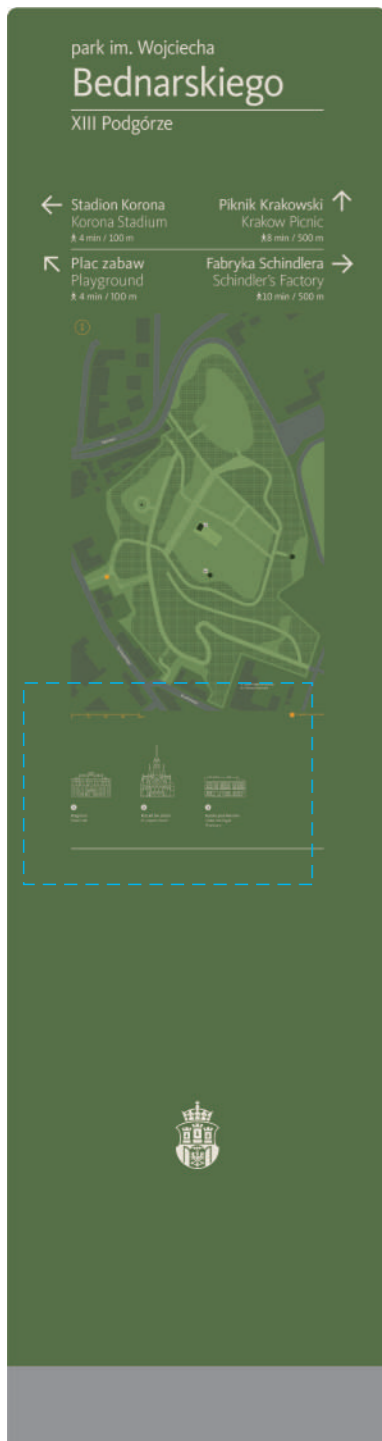 park im. Wojciecha
Bednarskiego
XIII Podgórze
Stadion Korona
Korona Stadium
4 min / 100 m
Piknik Krakowski
Krakow Picnic
8 min / 500 m
Plac zabaw
Playground
4 min / 100 m
Fabryka Schindlera
Schindler's Factory
10 min / 500 m